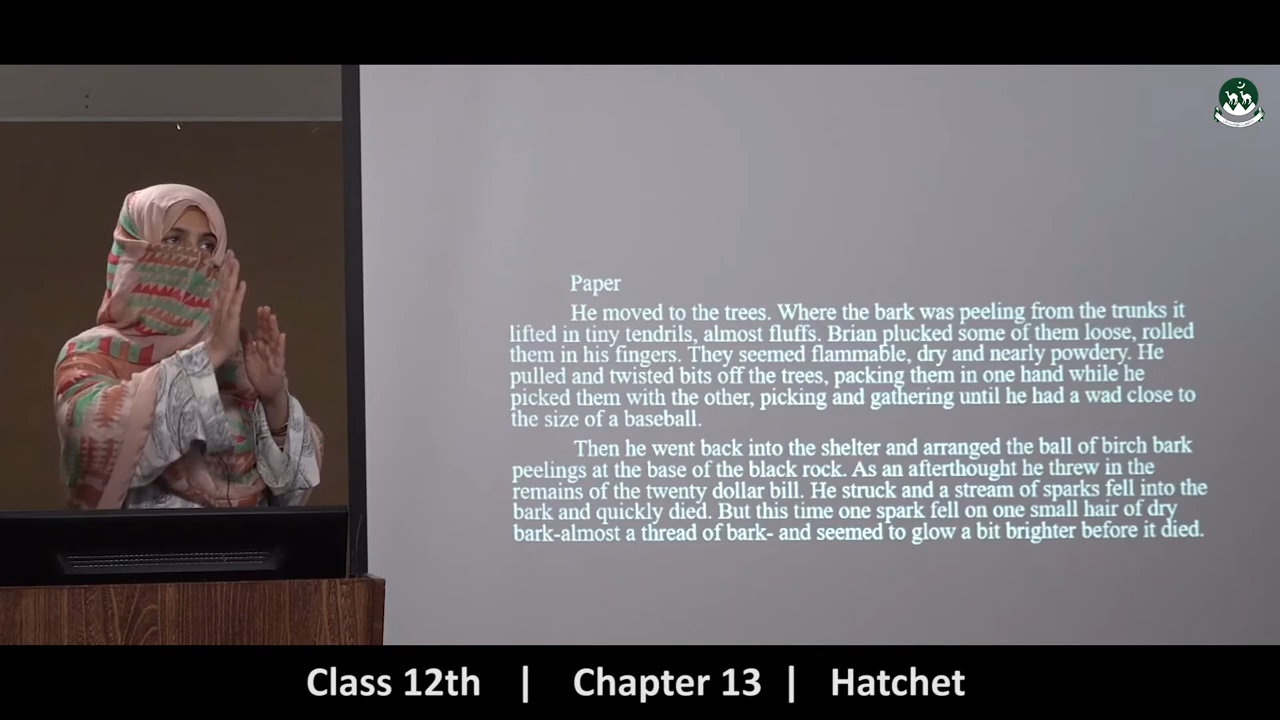 Paper
He moved to the trees. Where the bark was peeling from the trunks it
lifted in tiny tendrils, almost fluffs. Brian plucked some of them loose, rolled
them in his fingers. They seemed flammable, dry and nearly powdery. He
pulled and twisted bits off the trees, packing them in one hand while he
picked them with the other, picking and gathering until he had a wad close to
the size of a baseball.
Then he went back into the shelter and arranged the ball of birch bark
peelings at the base of the black rock. As an afterthought he threw in the
remains of the twenty dollar bill. He struck and a stream of sparks fell into the
bark and quickly died. But this time one spark fell on one small hair of dry
bark-almost a thread of bark- and seemed to glow a bit brighter before it died.
Class 12th | Chapter 13 | Hatchet